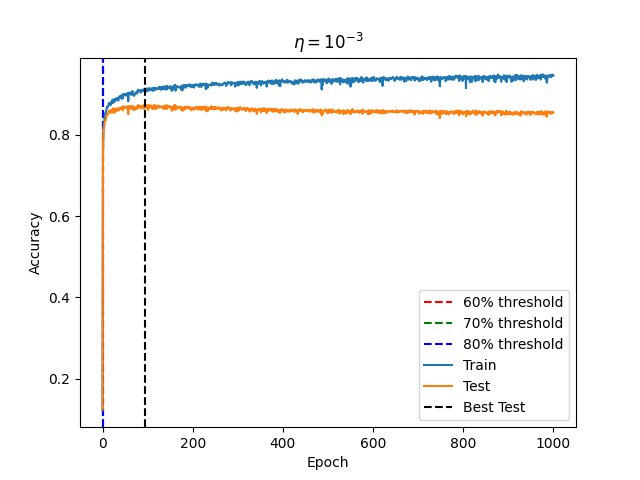 η = 10⁻³
Accuracy
0.8
0.6
0.4
0.2
60% threshold
70% threshold
80% threshold
Train
Test
Best Test
0 200 400 600 800 1000
Epoch